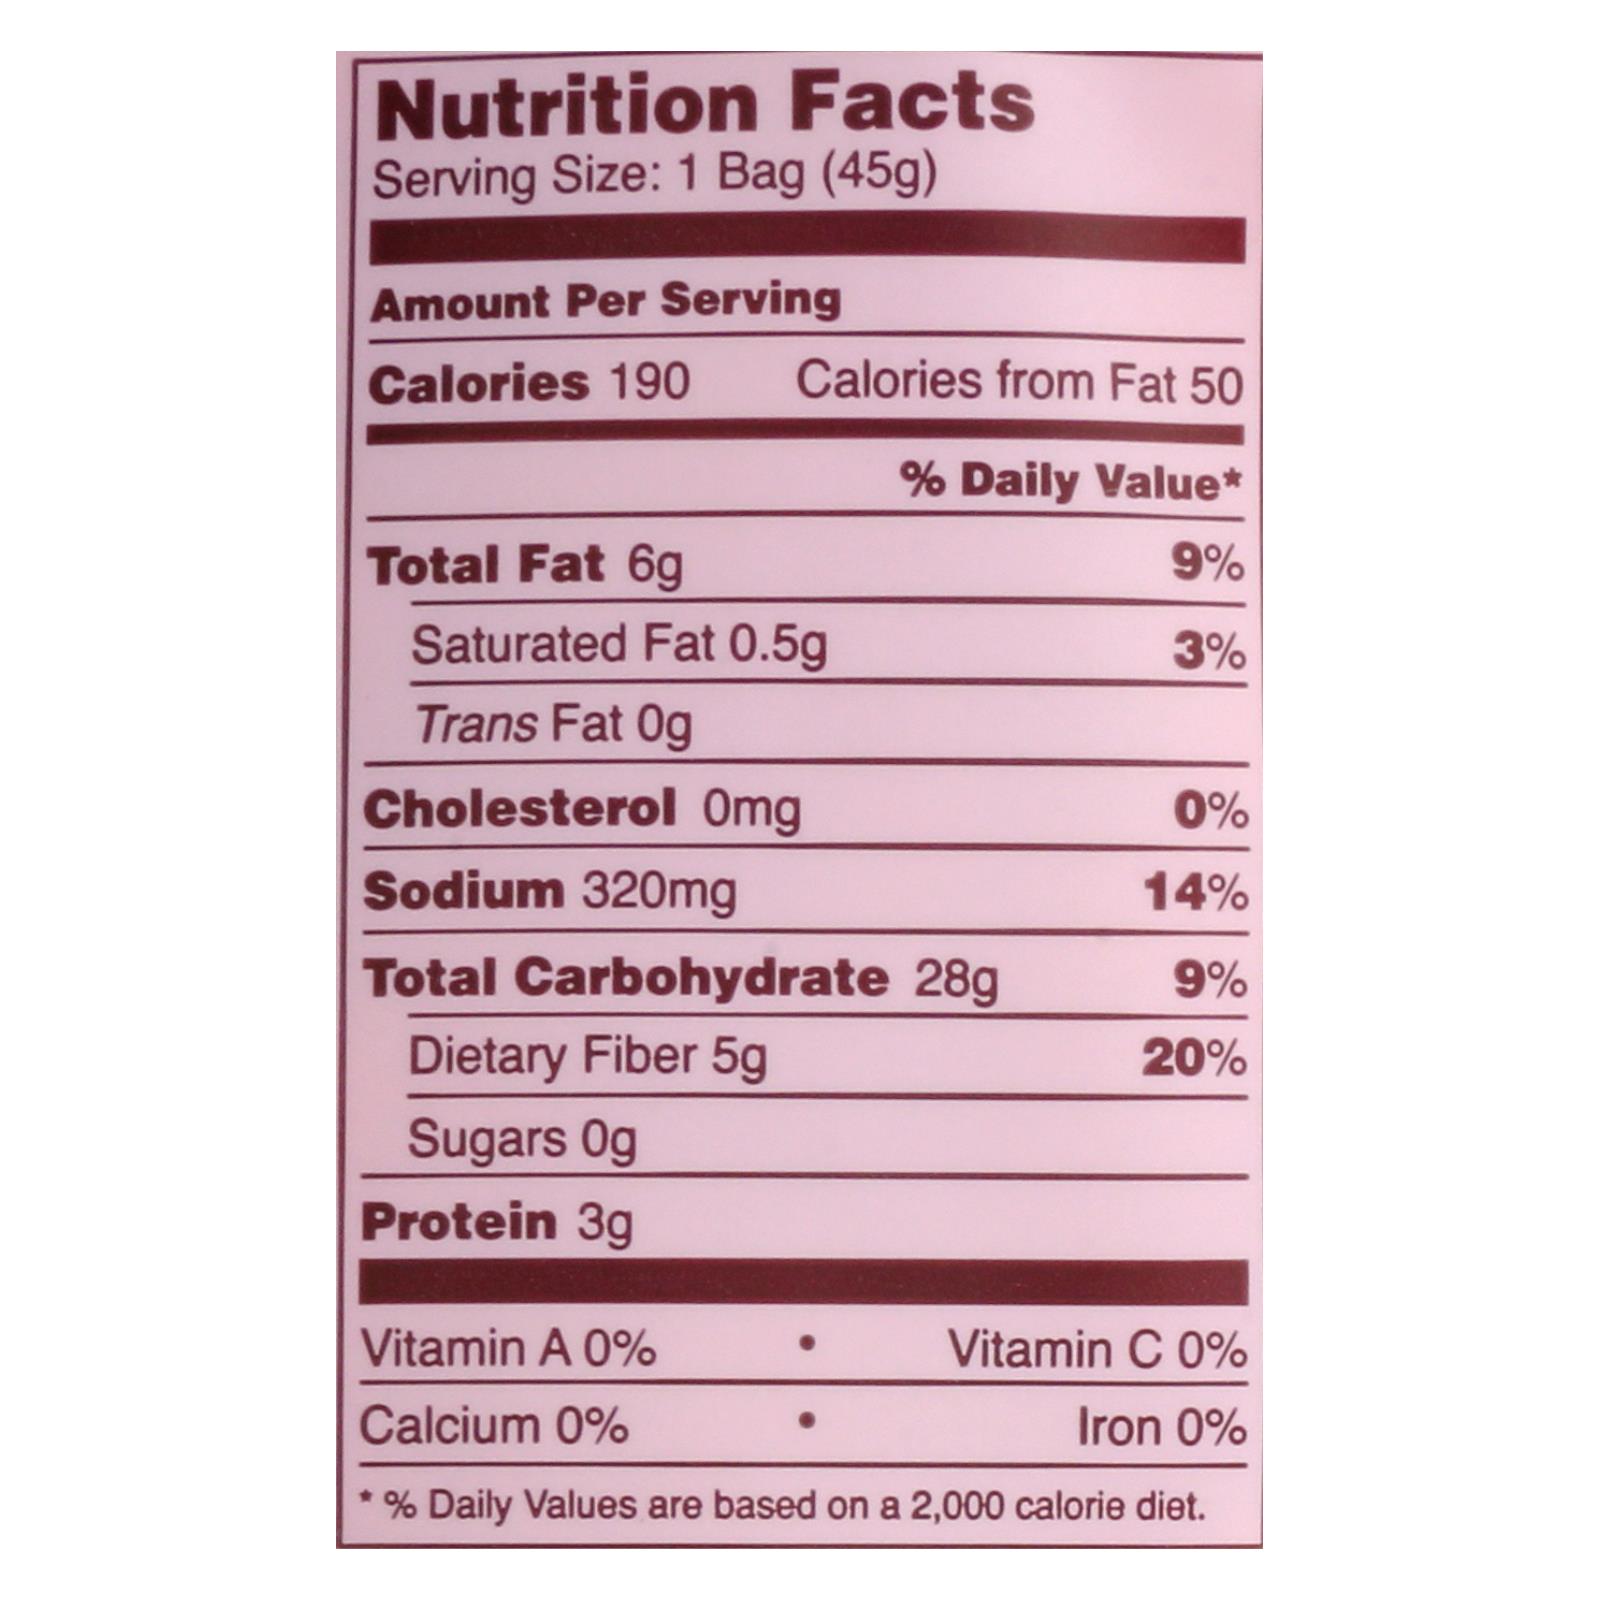 Nutrition Facts
Serving Size: 1 Bag (45g)
Amount Per Serving
Calories 190 Calories from Fat 50
% Daily Value*
Total Fat 6g 9%
Saturated Fat 0.5g 3%
Trans Fat 0g
Cholesterol 0mg 0%
Sodium 320mg 14%
Total Carbohydrate 28g 9%
Dietary Fiber 5g 20%
Sugars 0g
Protein 3g
Vitamin A 0% • Vitamin C 0%
Calcium 0% • Iron 0%
* % Daily Values are based on a 2,000 calorie diet.